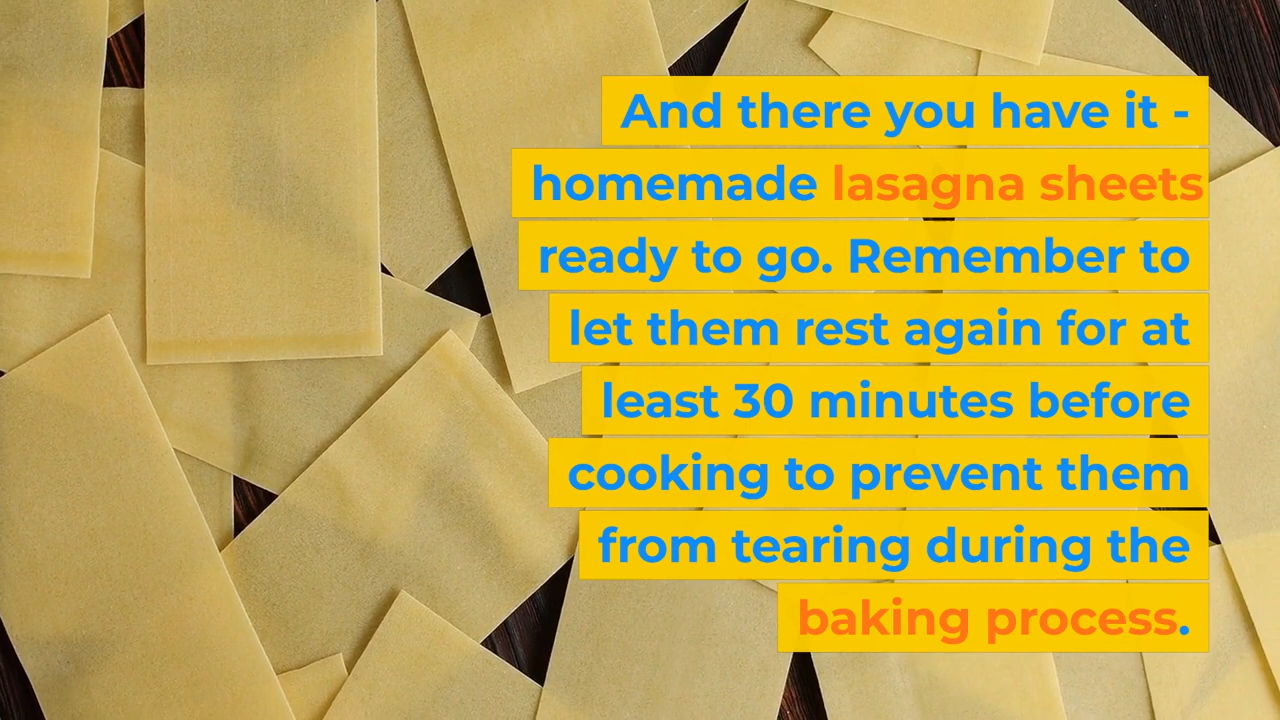 And there you have it -
homemade lasagna sheets
ready to go. Remember to
let them rest again for at
least 30 minutes before
cooking to prevent them
from tearing during the
baking process.